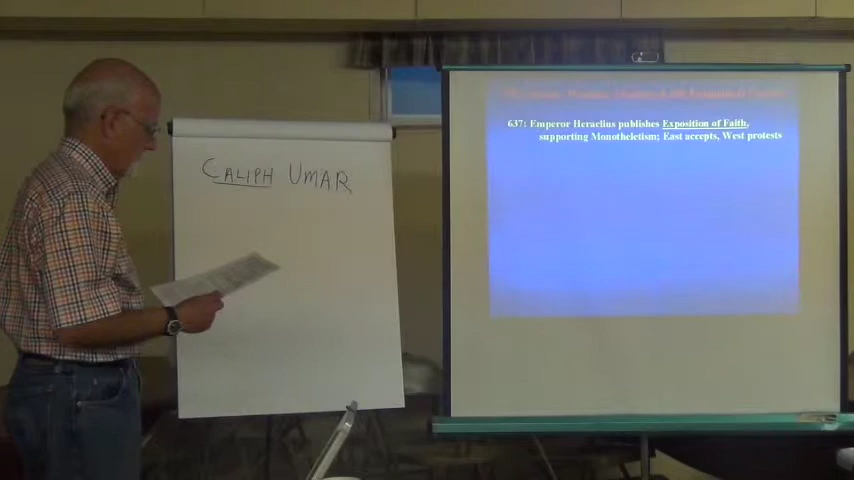 CALIPH UMAR
637: Emperor Heraclius publishes Exposition of Faith,
supporting Monotheletism; East accepts, West protests